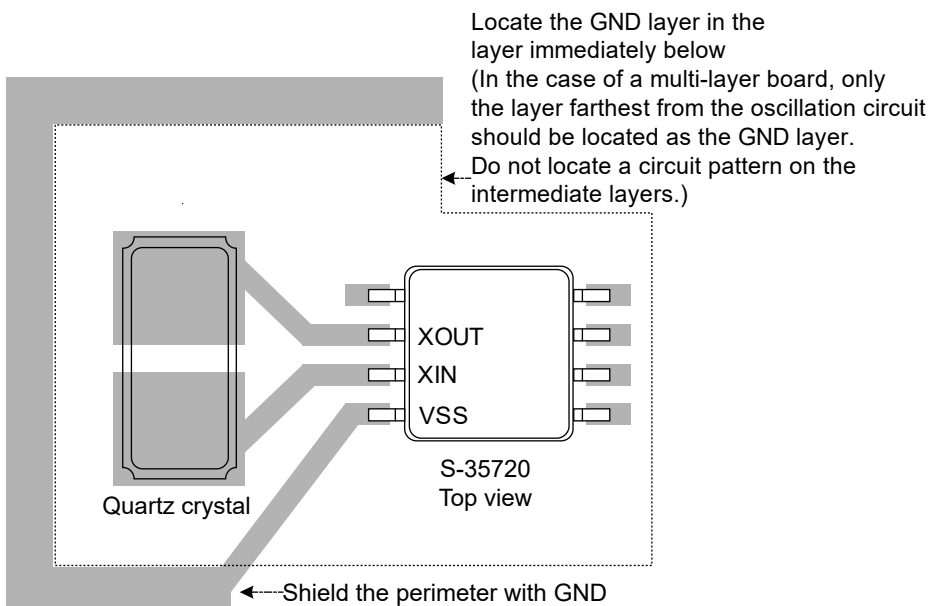 Locate the GND layer in the
layer immediately below
(In the case of a multi-layer board, only
the layer farthest from the oscillation circuit
should be located as the GND layer.
Do not locate a circuit pattern on the
intermediate layers.)
XOUT
XIN
VSS
S-35720
Top view
Quartz crystal
Shield the perimeter with GND